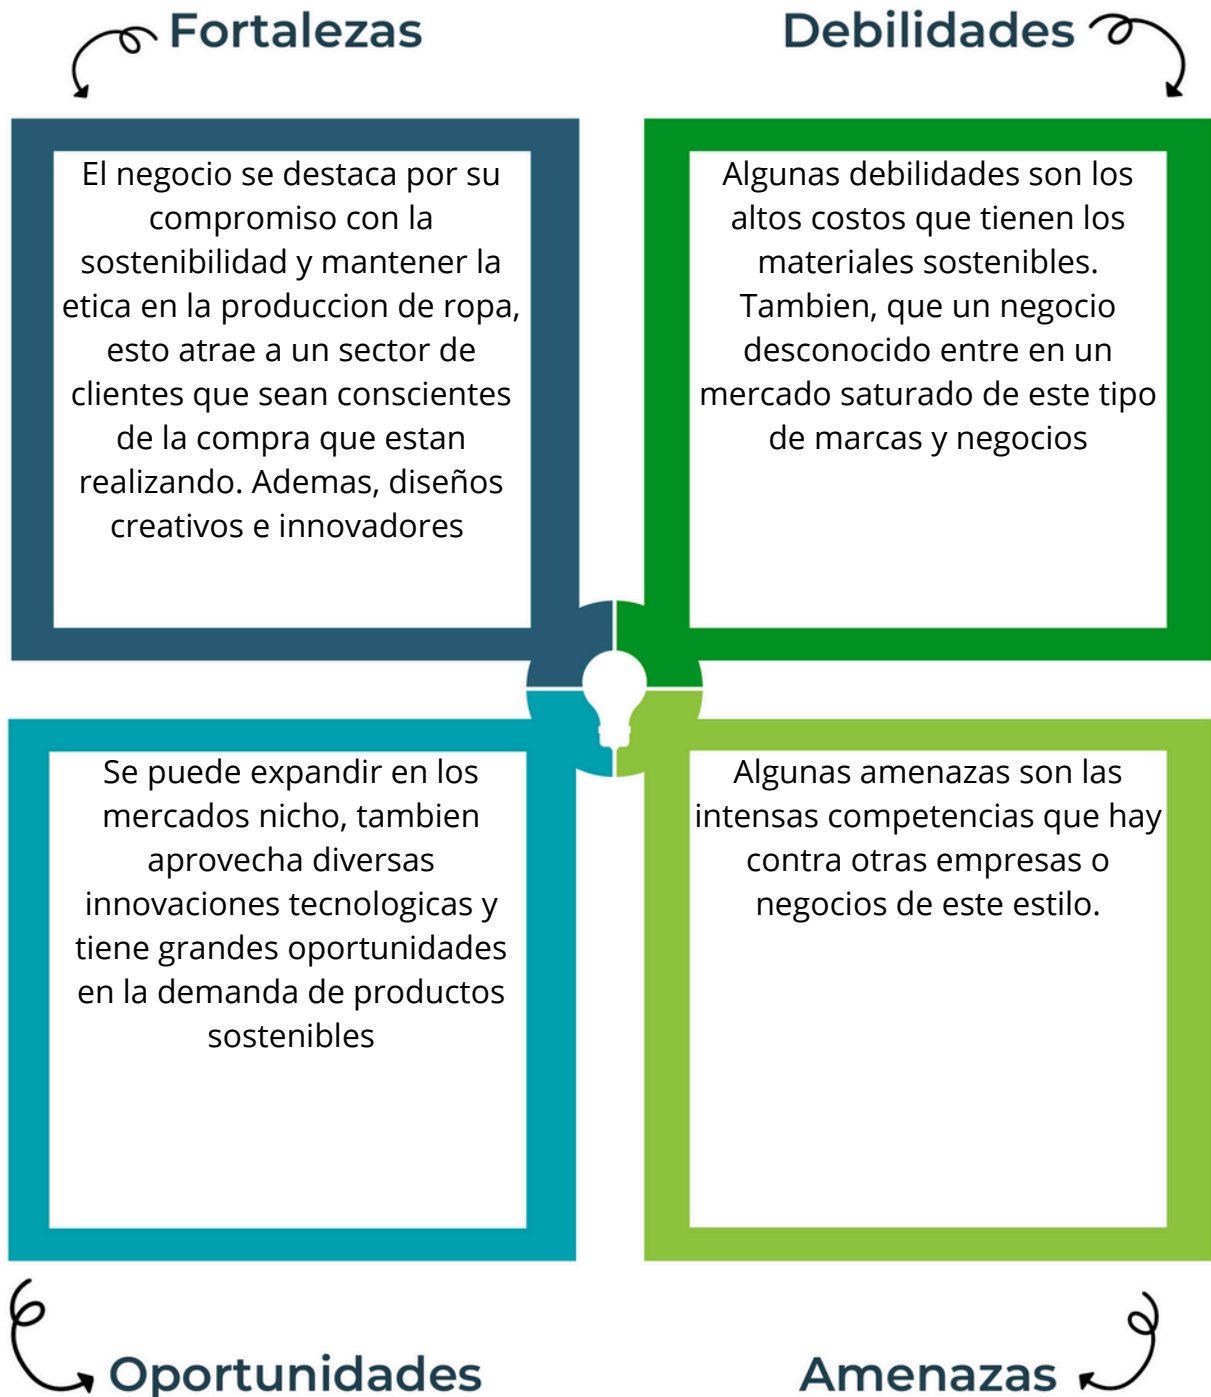 Fortalezas
El negocio se destaca por su
compromiso con la
sostenibilidad y mantener la
etica en la produccion de ropa,
esto atrae a un sector de
clientes que sean conscientes
de la compra que estan
realizando. Ademas, diseños
creativos e innovadores
Debilidades
Algunas debilidades son los
altos costos que tienen los
materiales sostenibles.
Tambien, que un negocio
desconocido entre en un
mercado saturado de este tipo
de marcas y negocios
Se puede expandir en los
mercados nicho, tambien
aprovecha diversas
innovaciones tecnologicas y
tiene grandes oportunidades
en la demanda de productos
sostenibles
Oportunidades
Algunas amenazas son las
intensas competencias que hay
contra otras empresas o
negocios de este estilo.
Amenazas